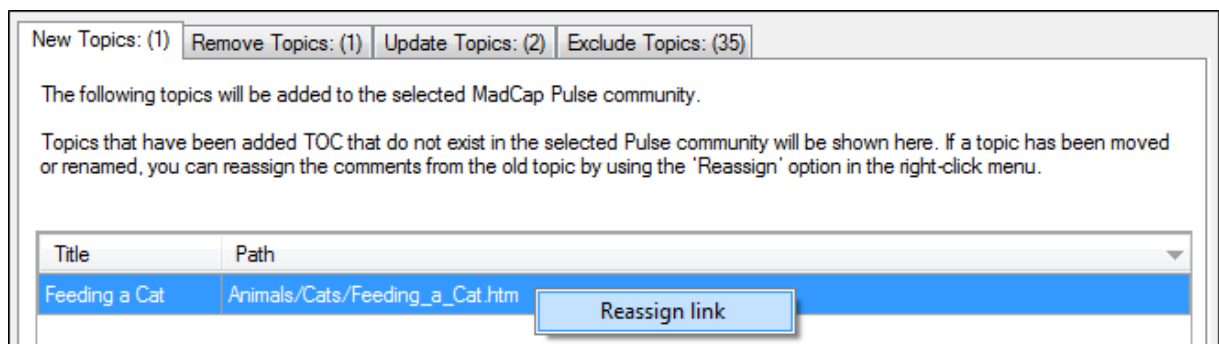 New Topics: (1) Remove Topics: (1) Update Topics: (2) Exclude Topics: (35)
The following topics will be added to the selected MadCap Pulse community.
Topics that have been added TOC that do not exist in the selected Pulse community will be shown here. If a topic has been moved
or renamed, you can reassign the comments from the old topic by using the 'Reassign' option in the right-click menu.
Title Path
Feeding a Cat Animals/Cats/Feeding_a_Cat.htm
Reassign link